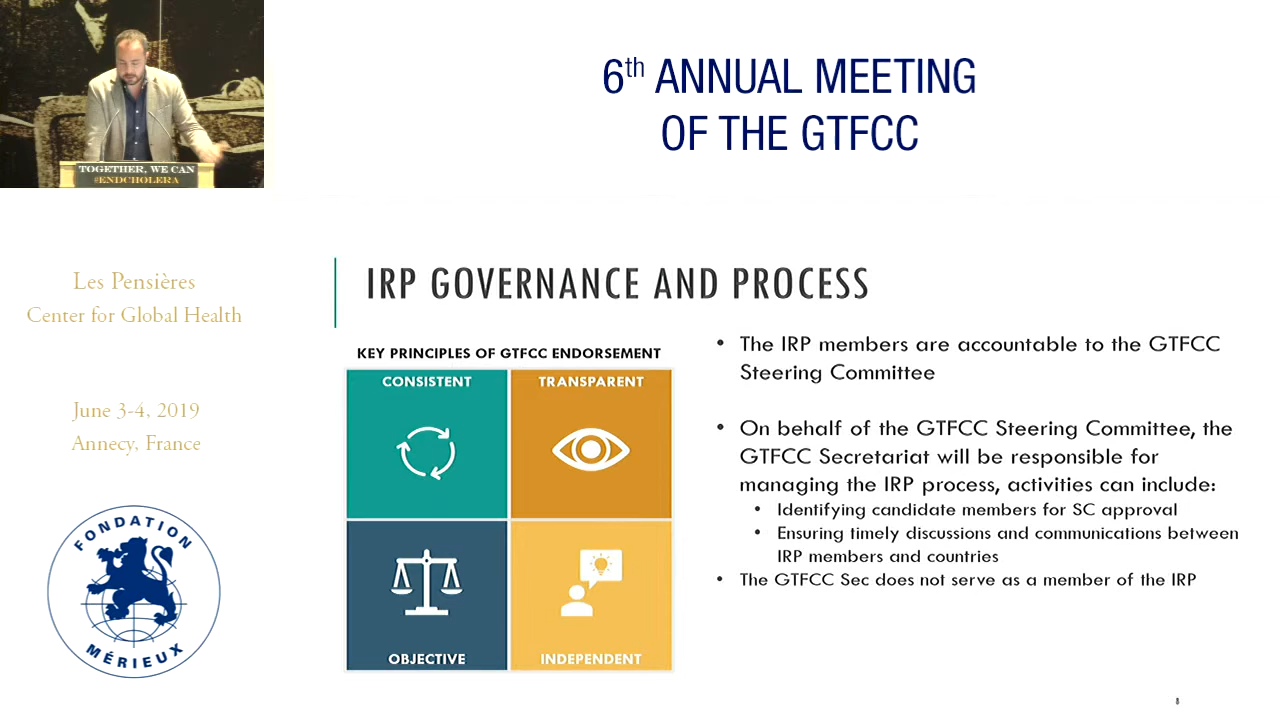 TOGETHER, WE CAN
#ENDCHOLERA
6th ANNUAL MEETING
OF THE GTFCC
Les Pensières
Center for Global Health
June 3-4, 2019
Annecy, France
FONDATION
MÉRIEUX
IRP GOVERNANCE AND PROCESS
KEY PRINCIPLES OF GTFCC ENDORSEMENT
CONSISTENT
TRANSPARENT
OBJECTIVE
INDEPENDENT
• The IRP members are accountable to the GTFCC
Steering Committee
• On behalf of the GTFCC Steering Committee, the
GTFCC Secretariat will be responsible for
managing the IRP process, activities can include:
• Identifying candidate members for SC approval
• Ensuring timely discussions and communications between
IRP members and countries
• The GTFCC Sec does not serve as a member of the IRP